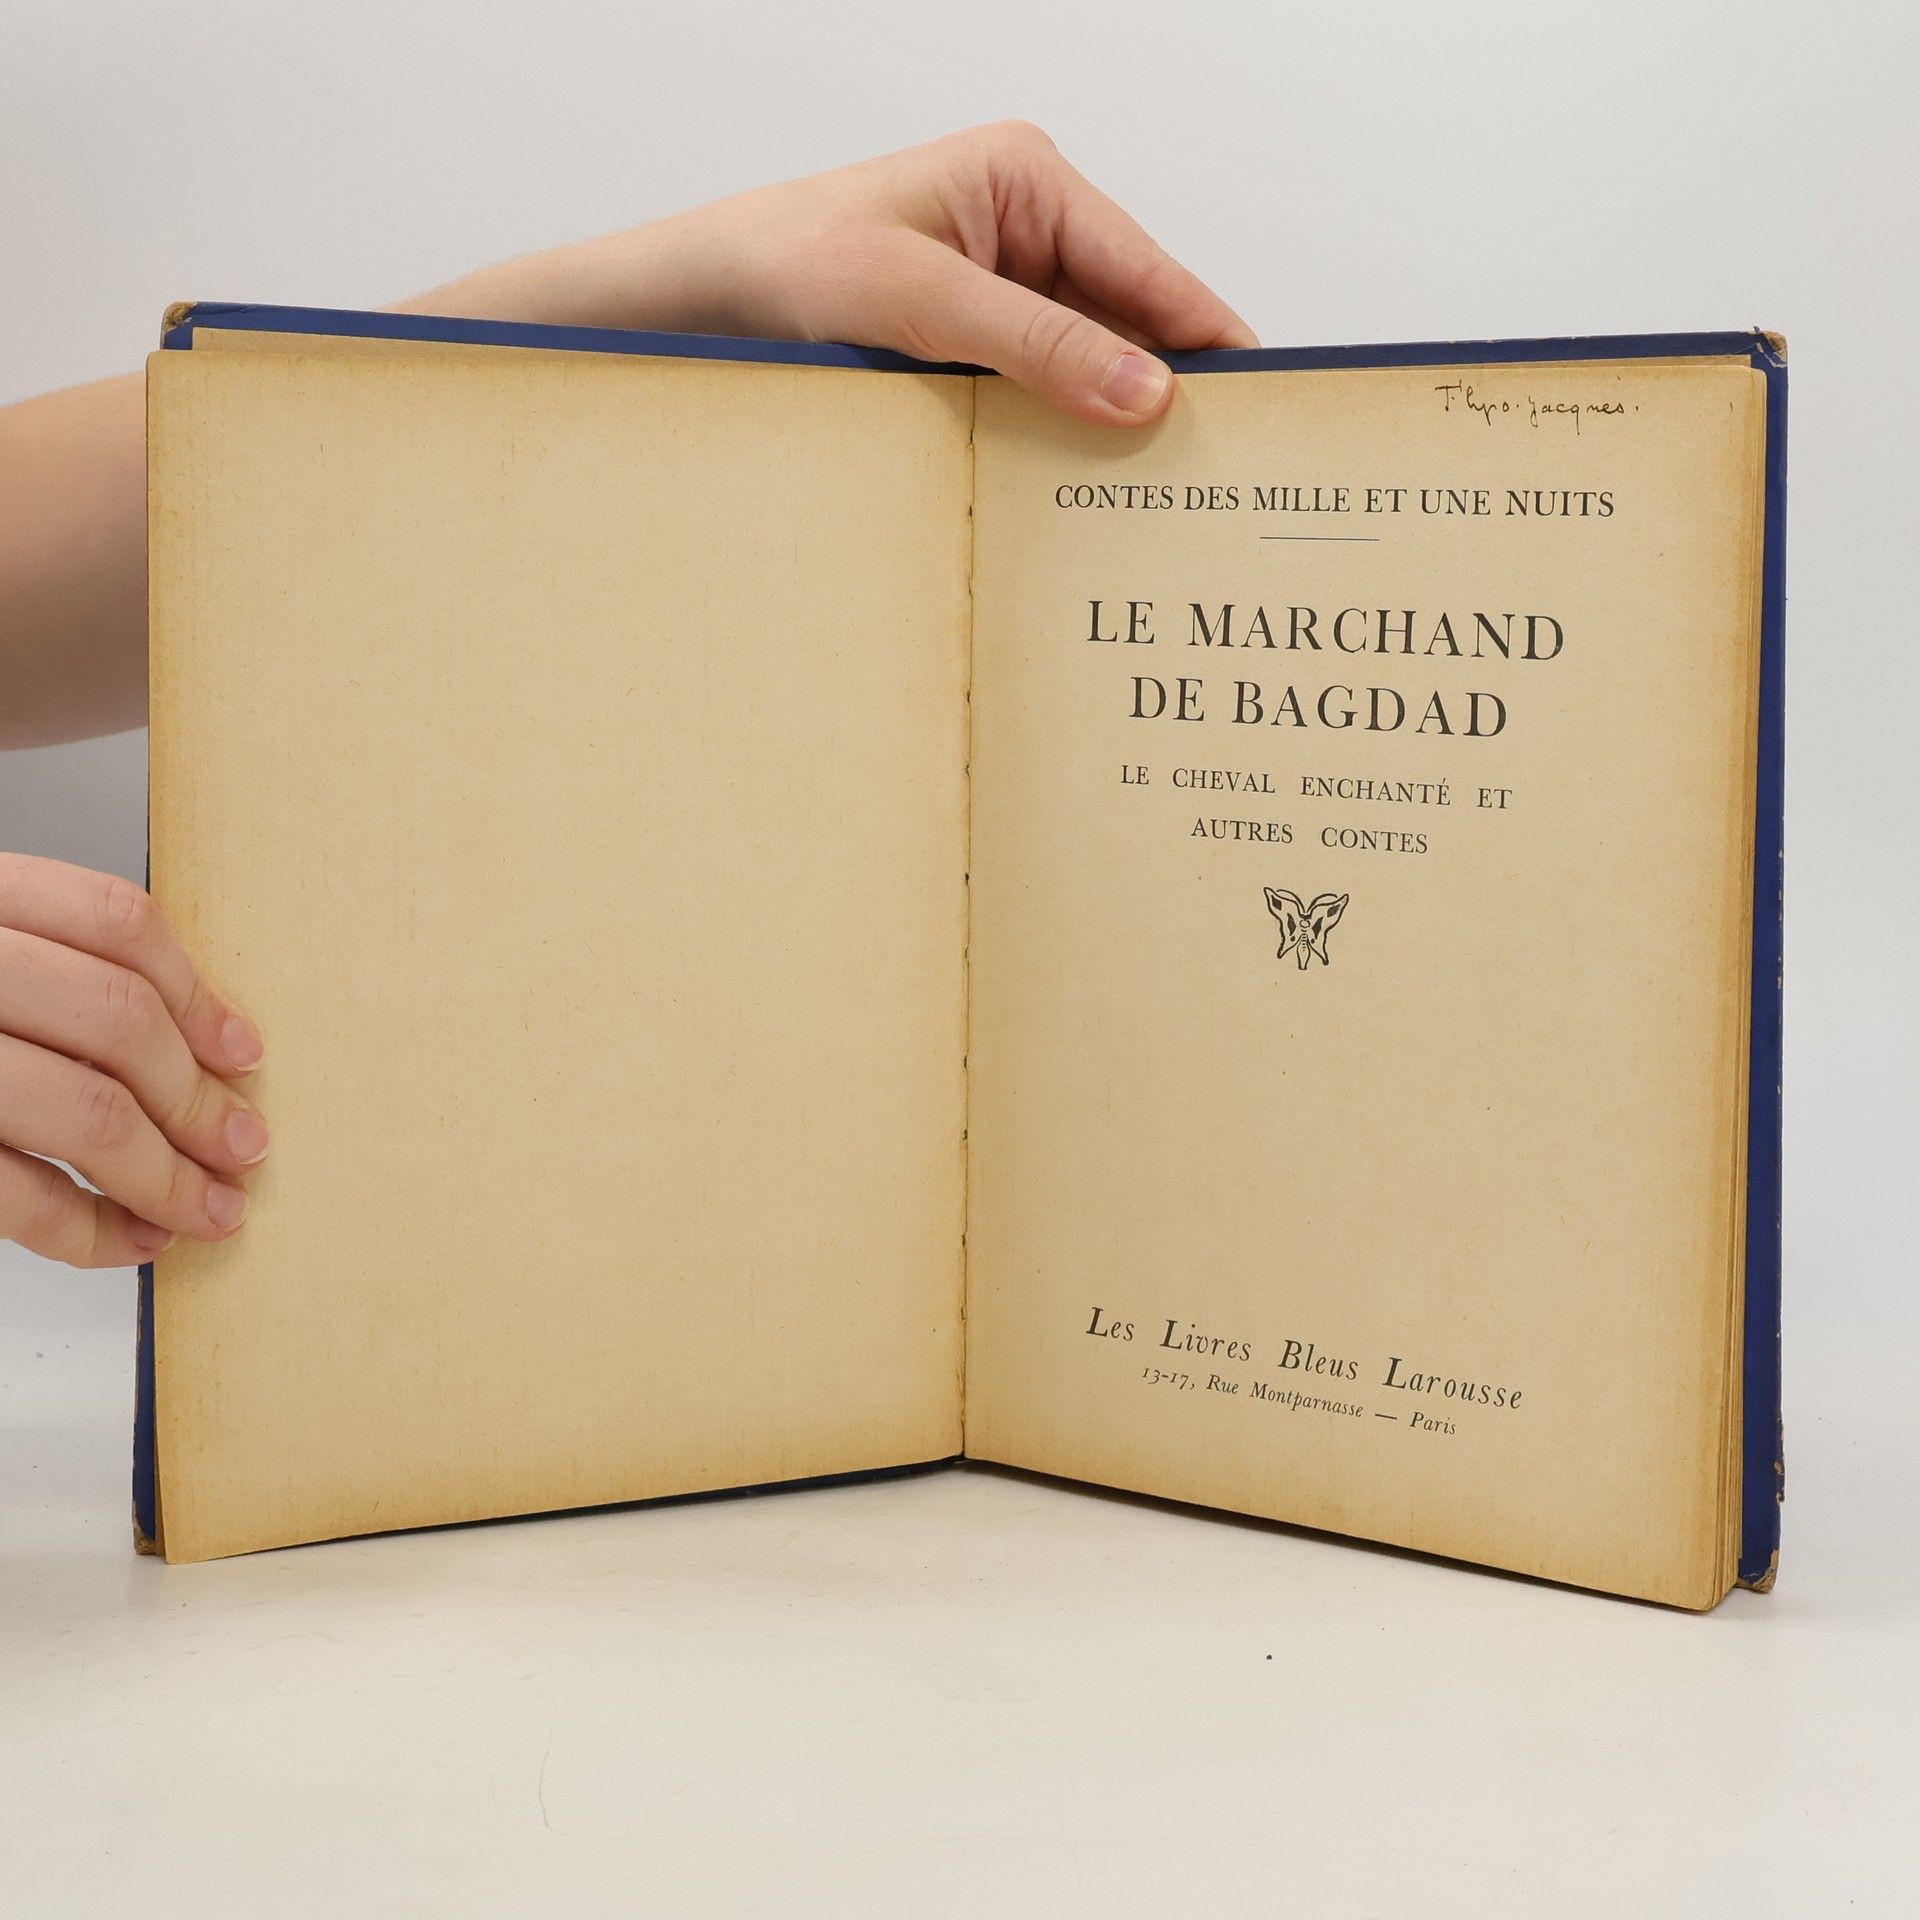 Jacques.
CONTES DES MILLE ET UNE NUITS
LE MARCHAND
DE BAGDAD
LE CHEVAL ENCHANTÉ ET
AUTRES CONTES
Les Livres Bleus Larousse
13-17, Rue Montparnasse — Paris